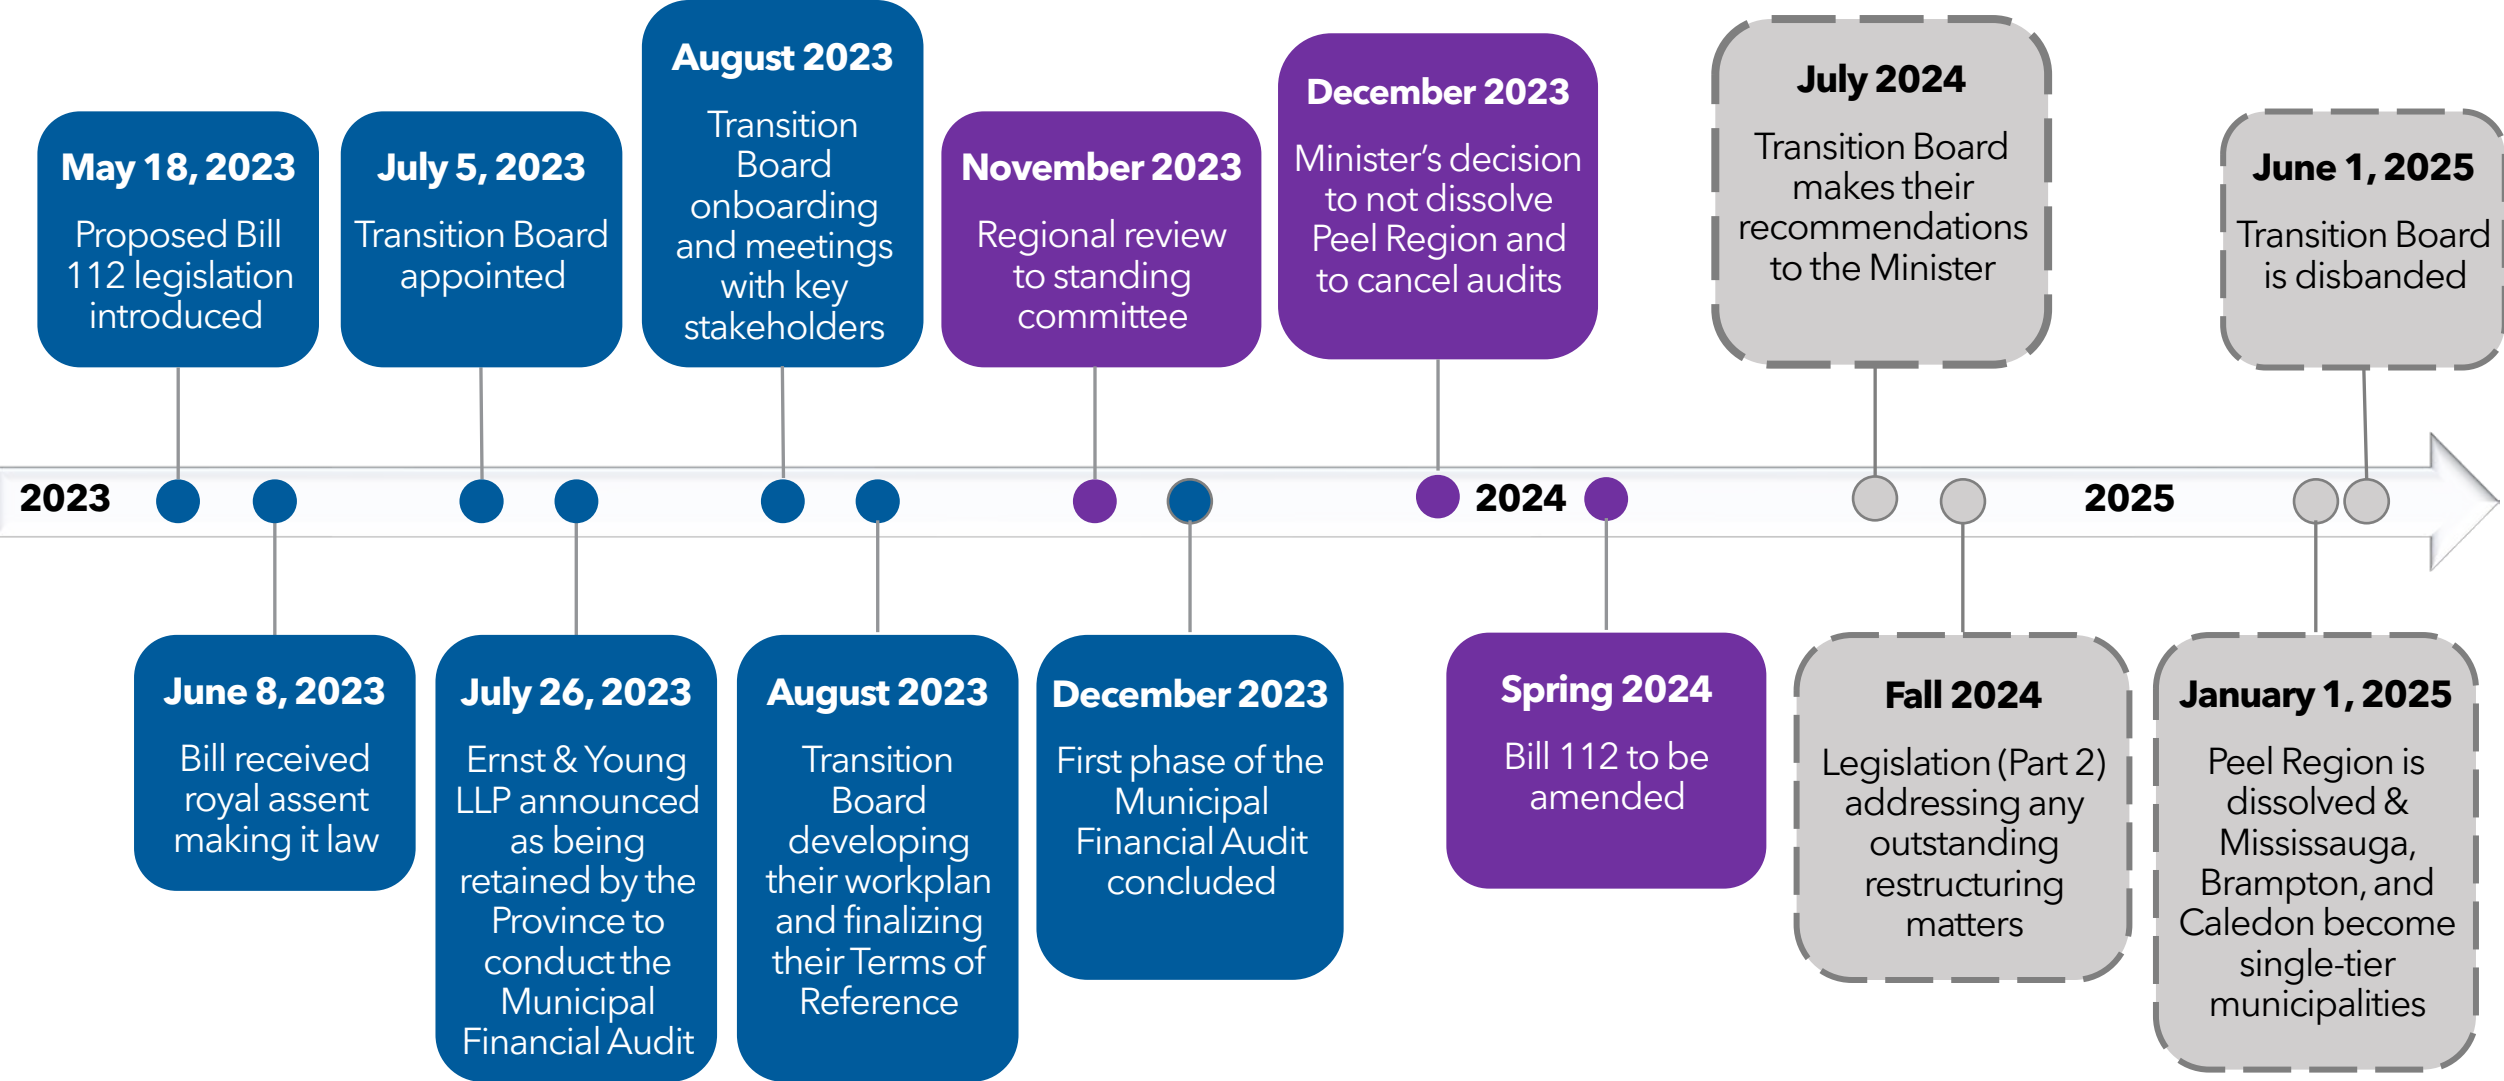 May 18, 2023
Proposed Bill
112 legislation
introduced
July 5, 2023
Transition Board
appointed
August 2023
Transition
Board
onboarding
and meetings
with key
stakeholders
November 2023
Regional review
to standing
committee
December 2023
Minister's decision
to not dissolve
Peel Region and
to cancel audits
July 2024
Transition Board
makes their
recommendations
to the Minister
June 1, 2025
Transition Board
is disbanded
2023
2024
2025
June 8, 2023
Bill received
royal assent
making it law
July 26, 2023
Ernst & Young
LLP announced
as being
retained by the
Province to
conduct the
Municipal
Financial Audit
August 2023
Transition
Board
developing
their workplan
and finalizing
their Terms of
Reference
December 2023
First phase of the
Municipal
Financial Audit
concluded
Spring 2024
Bill 112 to be
amended
Fall 2024
Legislation (Part 2)
addressing any
outstanding
restructuring
matters
January 1, 2025
Peel Region is
dissolved &
Mississauga,
Brampton, and
Caledon become
single-tier
municipalities